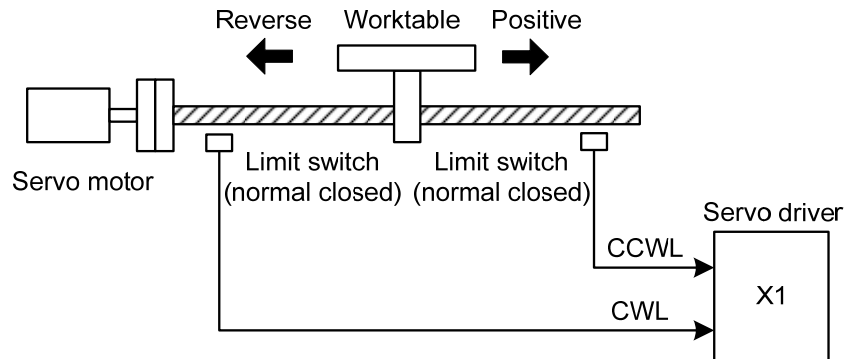 Reverse
Worktable
Positive
Servo motor
Limit switch
(normal closed)
Limit switch
(normal closed)
Servo driver
CCWL
X1
CWL